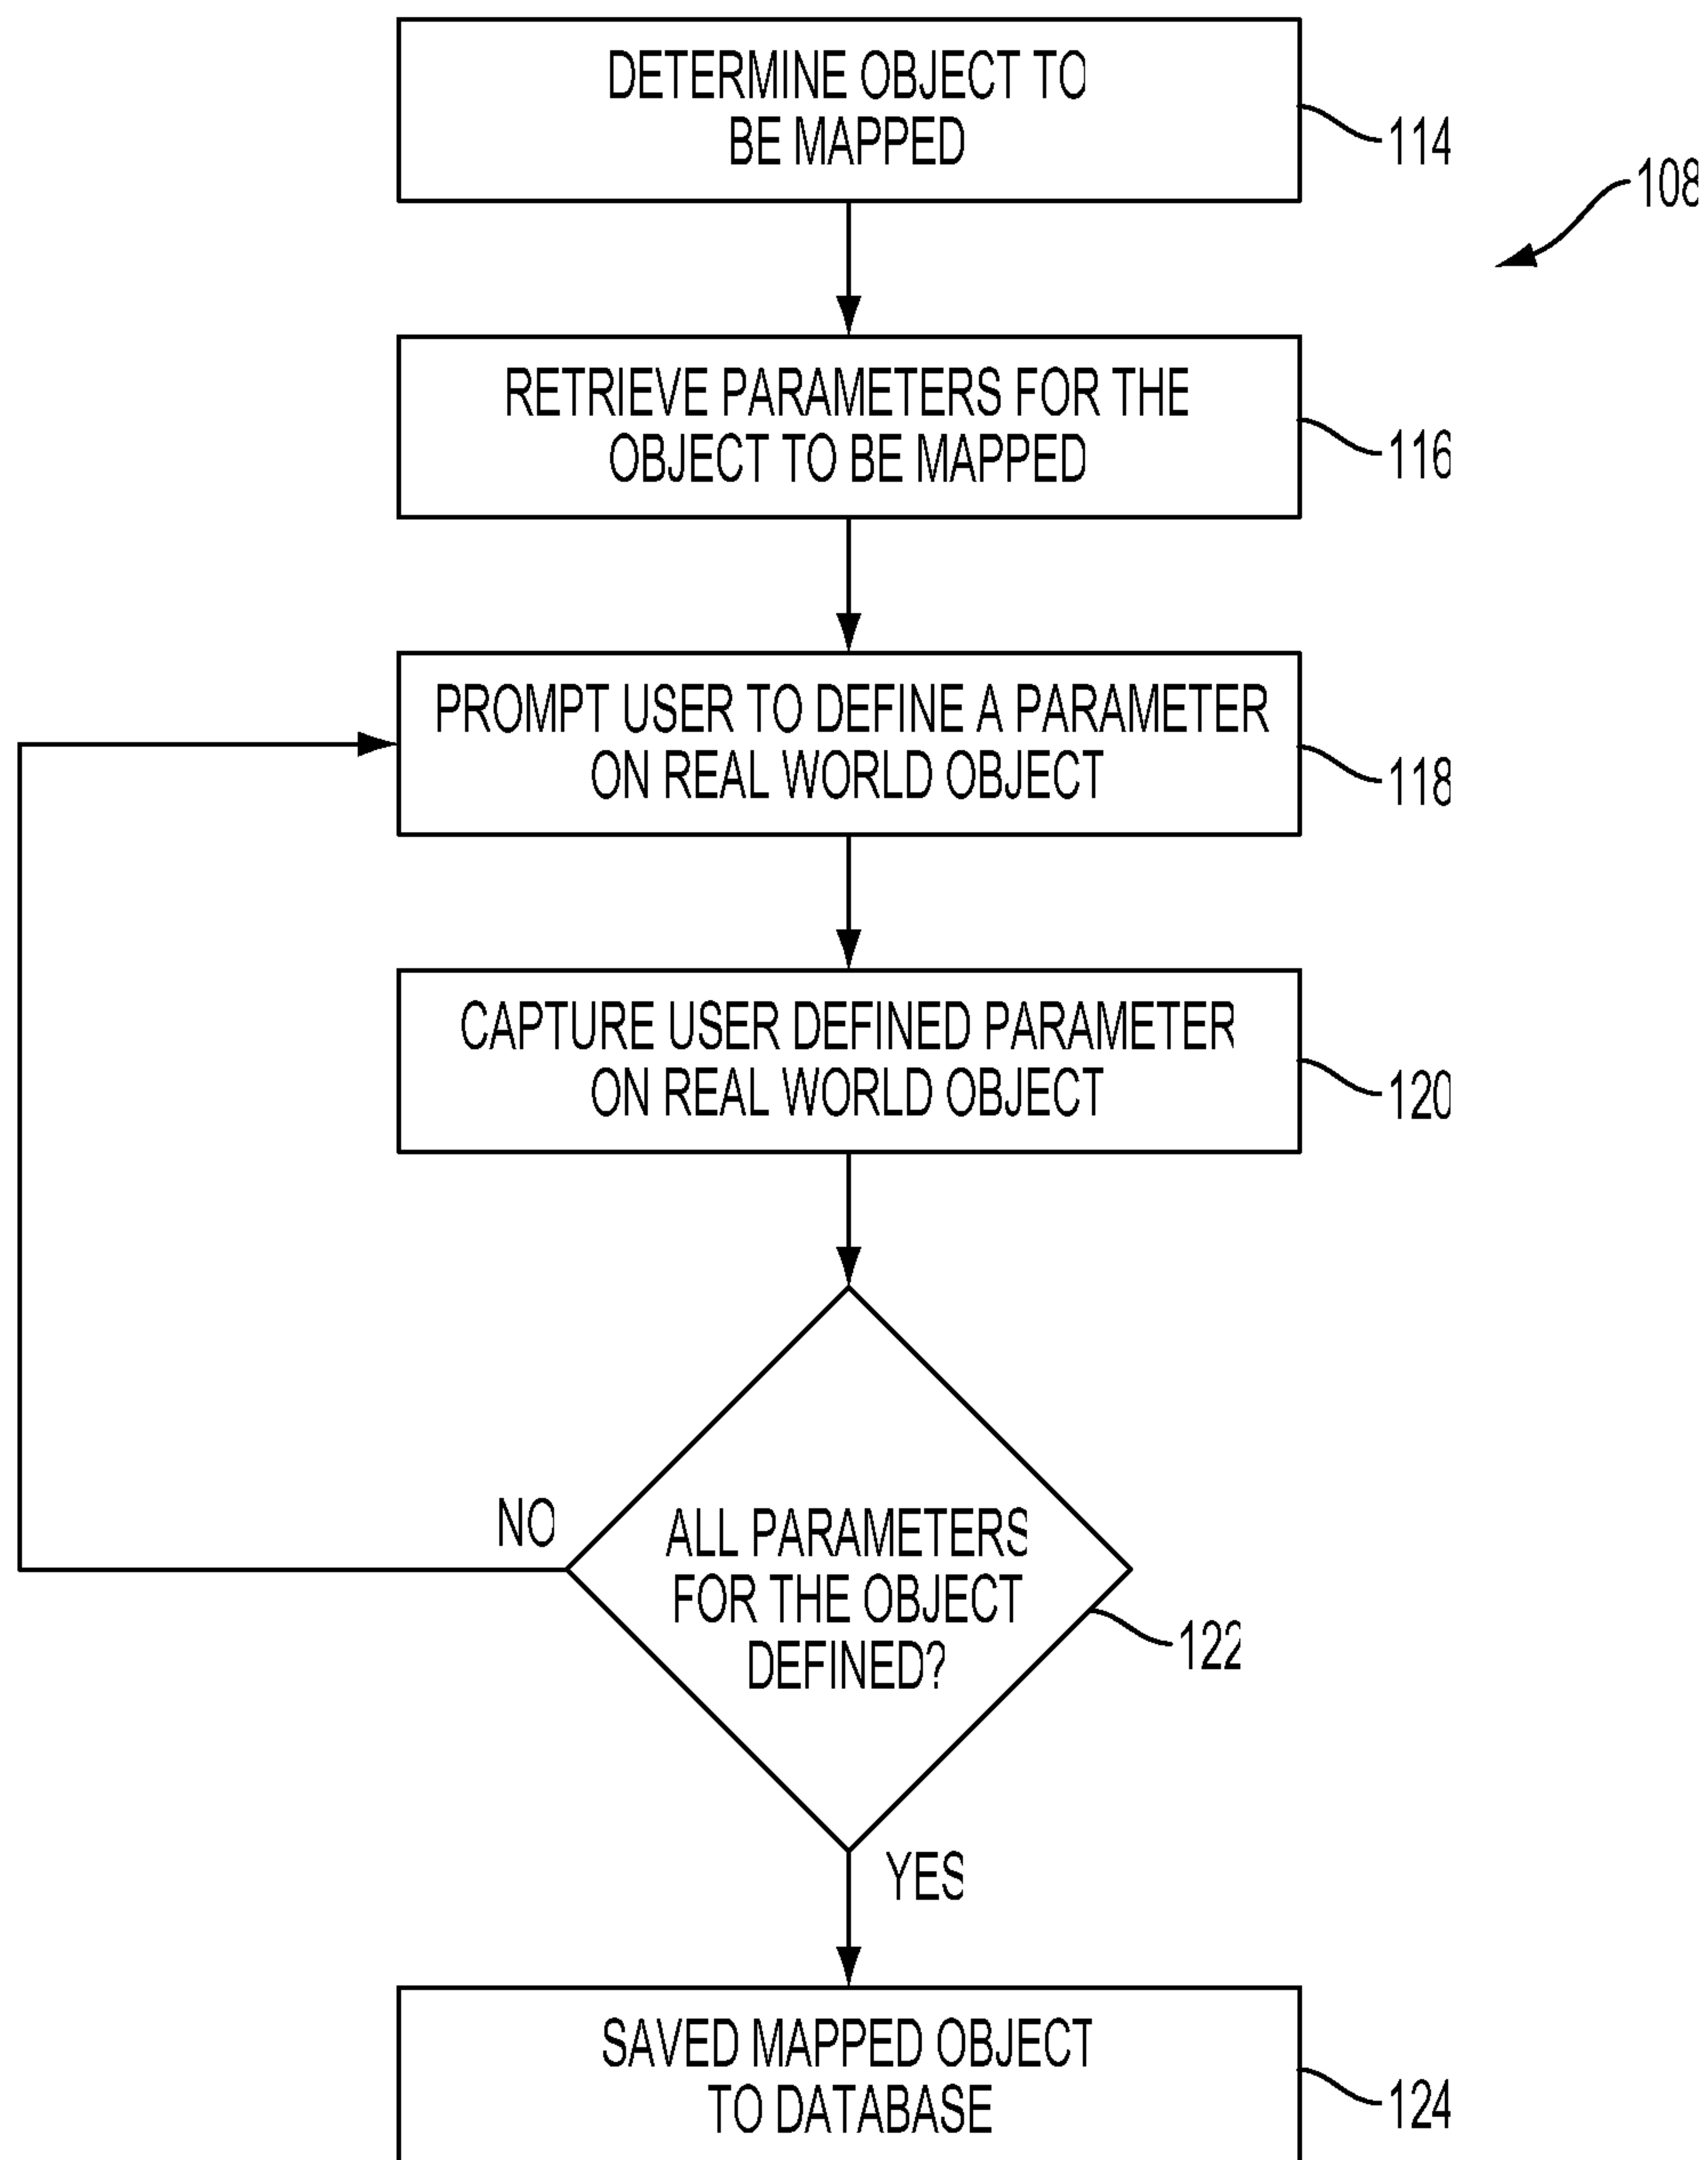 DETERMINE OBJECT TO
BE MAPPED
114
108
RETRIEVE PARAMETERS FOR THE
OBJECT TO BE MAPPED
116
PROMPT USER TO DEFINE A PARAMETER
ON REAL WORLD OBJECT
118
CAPTURE USER DEFINED PARAMETER
ON REAL WORLD OBJECT
120
NO
ALL PARAMETERS
FOR THE OBJECT
DEFINED?
122
YES
SAVED MAPPED OBJECT
TO DATABASE
124